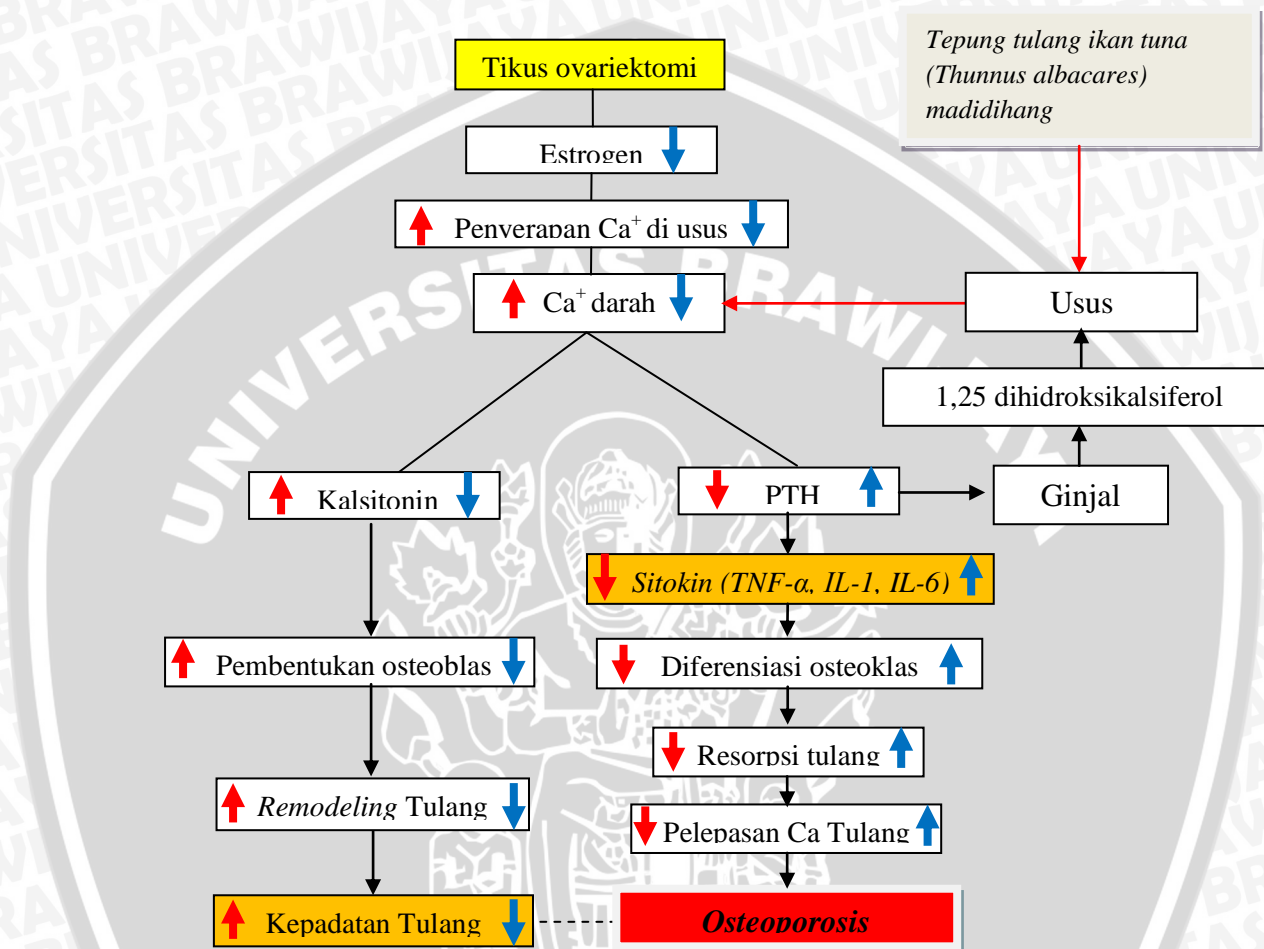 Tepung tulang ikan tuna
(Thunnus albacares)
madidihang
Tikus ovariektomi
Estrogen
Penyerapan Ca+ di usus
Ca+ darah
Usus
1,25 dihidroksikalsiferol
Kalsitonin
PTH
Ginjal
Sitokin (TNF-α, IL-1, IL-6)
Pembentukan osteoblas
Diferensiasi osteoklas
Resorpsi tulang
Remodeling Tulang
Pelepasan Ca Tulang
Kepadatan Tulang
Osteoporosis
UNIVERSITAS BRAWIJAYA